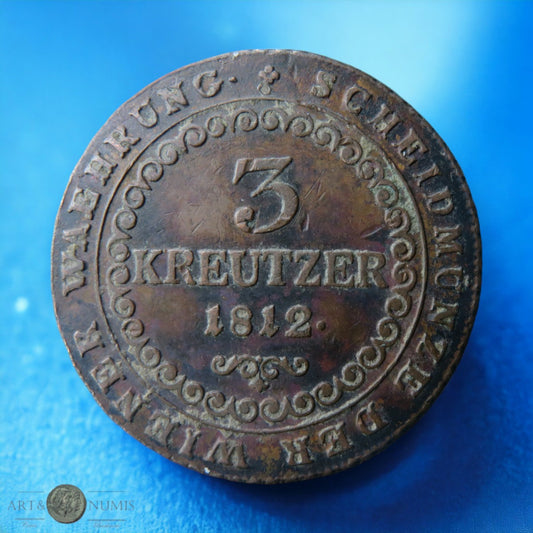 SCHEIDMÜNZE DER WIENER WAEHRUNG.
3
KREUTZER
1812.
ART & NUMIS